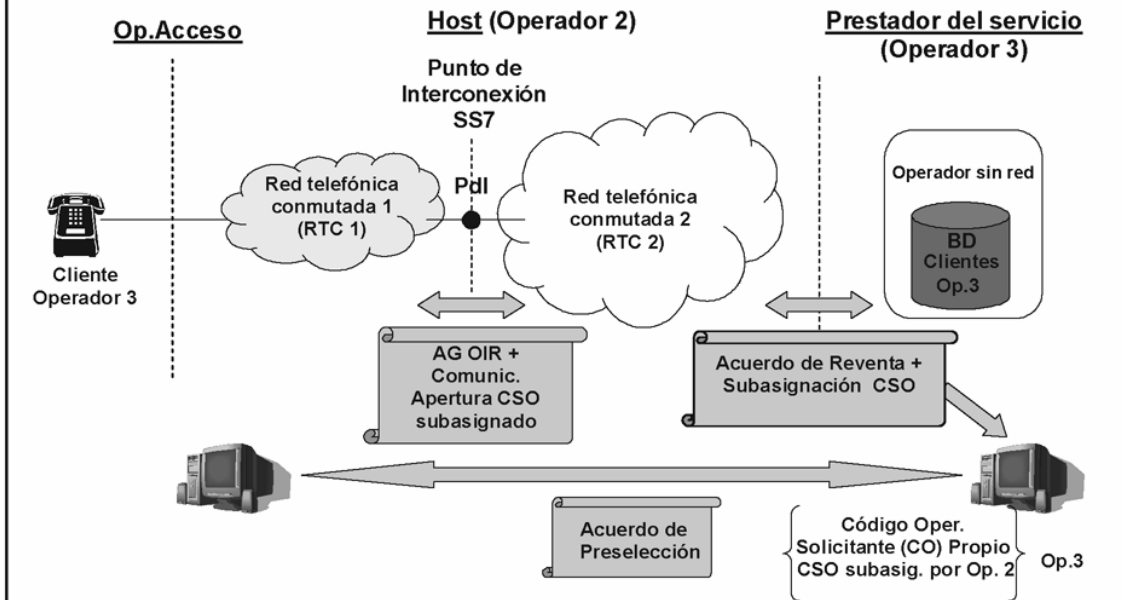 Op.Acceso
Host (Operador 2)
Prestador del servicio
(Operador 3)
Punto de
Interconexión
SS7
PdI
Red telefónica
conmutada 1
(RTC 1)
Red telefónica
conmutada 2
(RTC 2)
Operador sin red
BD
Clientes
Op.3
Cliente
Operador 3
AG OIR +
Comunic.
Apertura CSO
subasignado
Acuerdo de Reventa +
Subasignación CSO
Acuerdo de
Preselección
Código Oper.
Solicitante (CO) Propio
CSO subasig. por Op. 2
Op.3